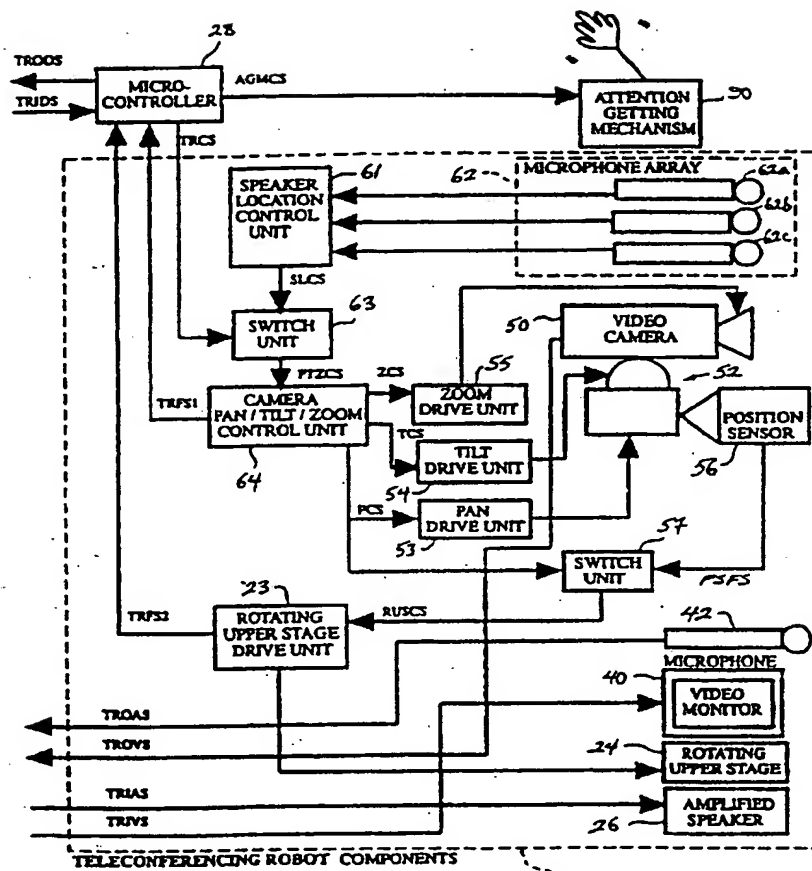 28
TRODS
TRIDS
MICRO-
CONTROLLER
AGMCS
ATTENTION
GETTING
MECHANISM
90
TRCS
61
SPEAKER
LOCATION
CONTROL
UNIT
62
MICROPHONE ARRAY
62a
62b
62c
SLCS
63
SWITCH
UNIT
50
VIDEO
CAMERA
PTZCS
ZCS
55
ZOOM
DRIVE UNIT
52
TRFS1
CAMERA
PAN / TILT / ZOOM
CONTROL UNIT
64
TCS
TILT
DRIVE UNIT
54
POSITION
SENSOR
56
PCS
PAN
DRIVE UNIT
53
57
SWITCH
UNIT
PSFS
23
TRFS2
ROTATING
UPPER STAGE
DRIVE UNIT
RUSCS
42
MICROPHONE
40
VIDEO
MONITOR
TROAS
TROVS
24
ROTATING
UPPER STAGE
TRIAS
TRIVS
26
AMPLIFIED
SPEAKER
TELECONFERENCING ROBOT COMPONENTS